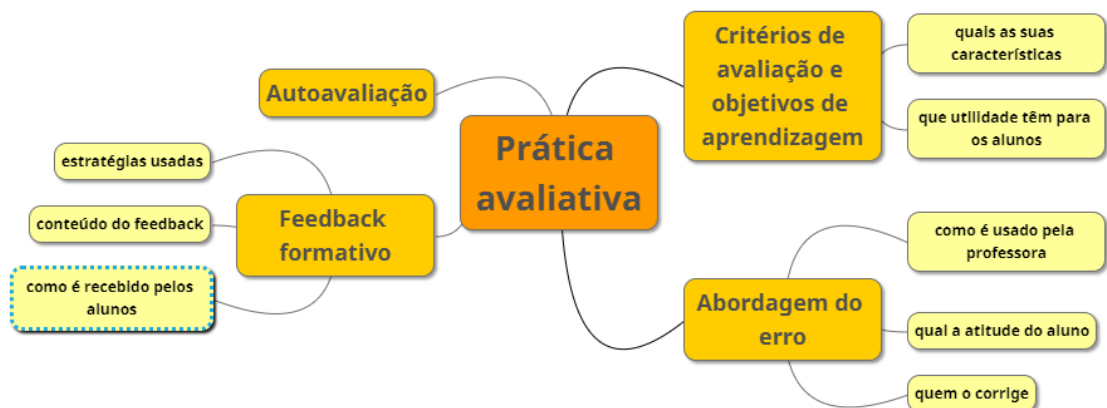 Prática
avaliativa
Autoavaliação
Feedback
formativo
estratégias usadas
conteúdo do feedback
como é recebido pelos
alunos
Critérios de
avaliação e
objetivos de
aprendizagem
quais as suas
características
que utilidade têm para
os alunos
Abordagem do
erro
como é usado pela
professora
qual a atitude do aluno
quem o corrige